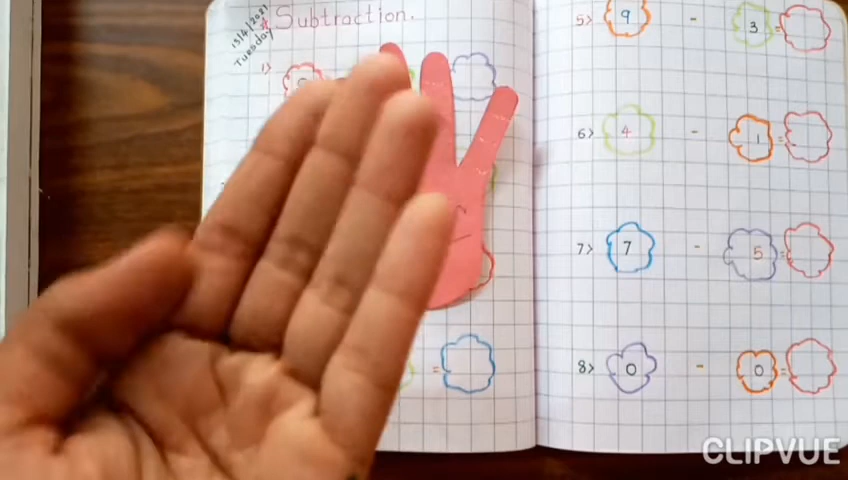 13/4/2021
Tuesday
* Subtraction.
1)
5) 9 - 3 =
6) 4 - 1 =
7) 7 - 5 =
=
8) 0 - 0 =
CLIPVUE